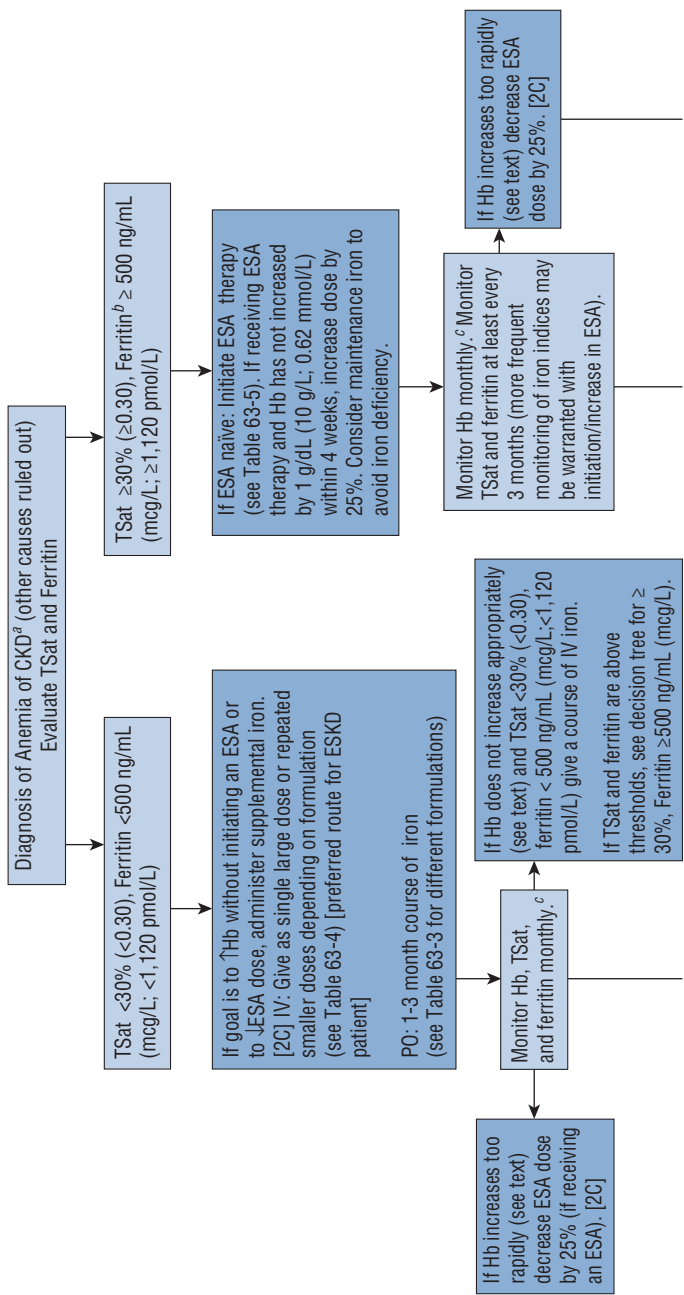 Diagnosis of Anemia of CKDᵃ (other causes ruled out)
Evaluate TSat and Ferritin
TSat <30% (<0.30), Ferritin <500 ng/mL
(mcg/L; <1,120 pmol/L)
TSat ≥30% (≥0.30), Ferritinᵇ ≥ 500 ng/mL
(mcg/L; ≥1,120 pmol/L)
If goal is to ↑Hb without initiating an ESA or
to ↓ESA dose, administer supplemental iron.
[2C] IV: Give as single large dose or repeated
smaller doses depending on formulation
(see Table 63-4) [preferred route for ESKD
patient]
PO: 1-3 month course of iron
(see Table 63-3 for different formulations)
If ESA naïve: Initiate ESA therapy
(see Table 63-5). If receiving ESA
therapy and Hb has not increased
by 1 g/dL (10 g/L; 0.62 mmol/L)
within 4 weeks, increase dose by
25%. Consider maintenance iron to
avoid iron deficiency.
If Hb increases too
rapidly (see text)
decrease ESA dose
by 25% (if receiving
an ESA). [2C]
Monitor Hb, TSat,
and ferritin monthly.ᶜ
If Hb does not increase appropriately
(see text) and TSat <30% (<0.30),
ferritin < 500 ng/mL (mcg/L;<1,120
pmol/L) give a course of IV iron.
If TSat and ferritin are above
thresholds, see decision tree for ≥
30%, Ferritin ≥500 ng/mL (mcg/L).
Monitor Hb monthly.ᶜ Monitor
TSat and ferritin at least every
3 months (more frequent
monitoring of iron indices may
be warranted with
initiation/increase in ESA).
If Hb increases too rapidly
(see text) decrease ESA
dose by 25%. [2C]